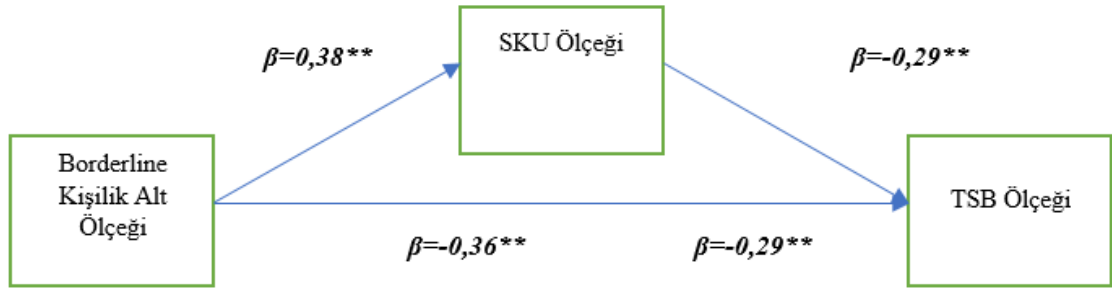 SKU Ölçeği
β=0,38**
β=-0,29**
Borderline
Kişilik Alt
Ölçeği
TSB Ölçeği
β=-0,36**
β=-0,29**